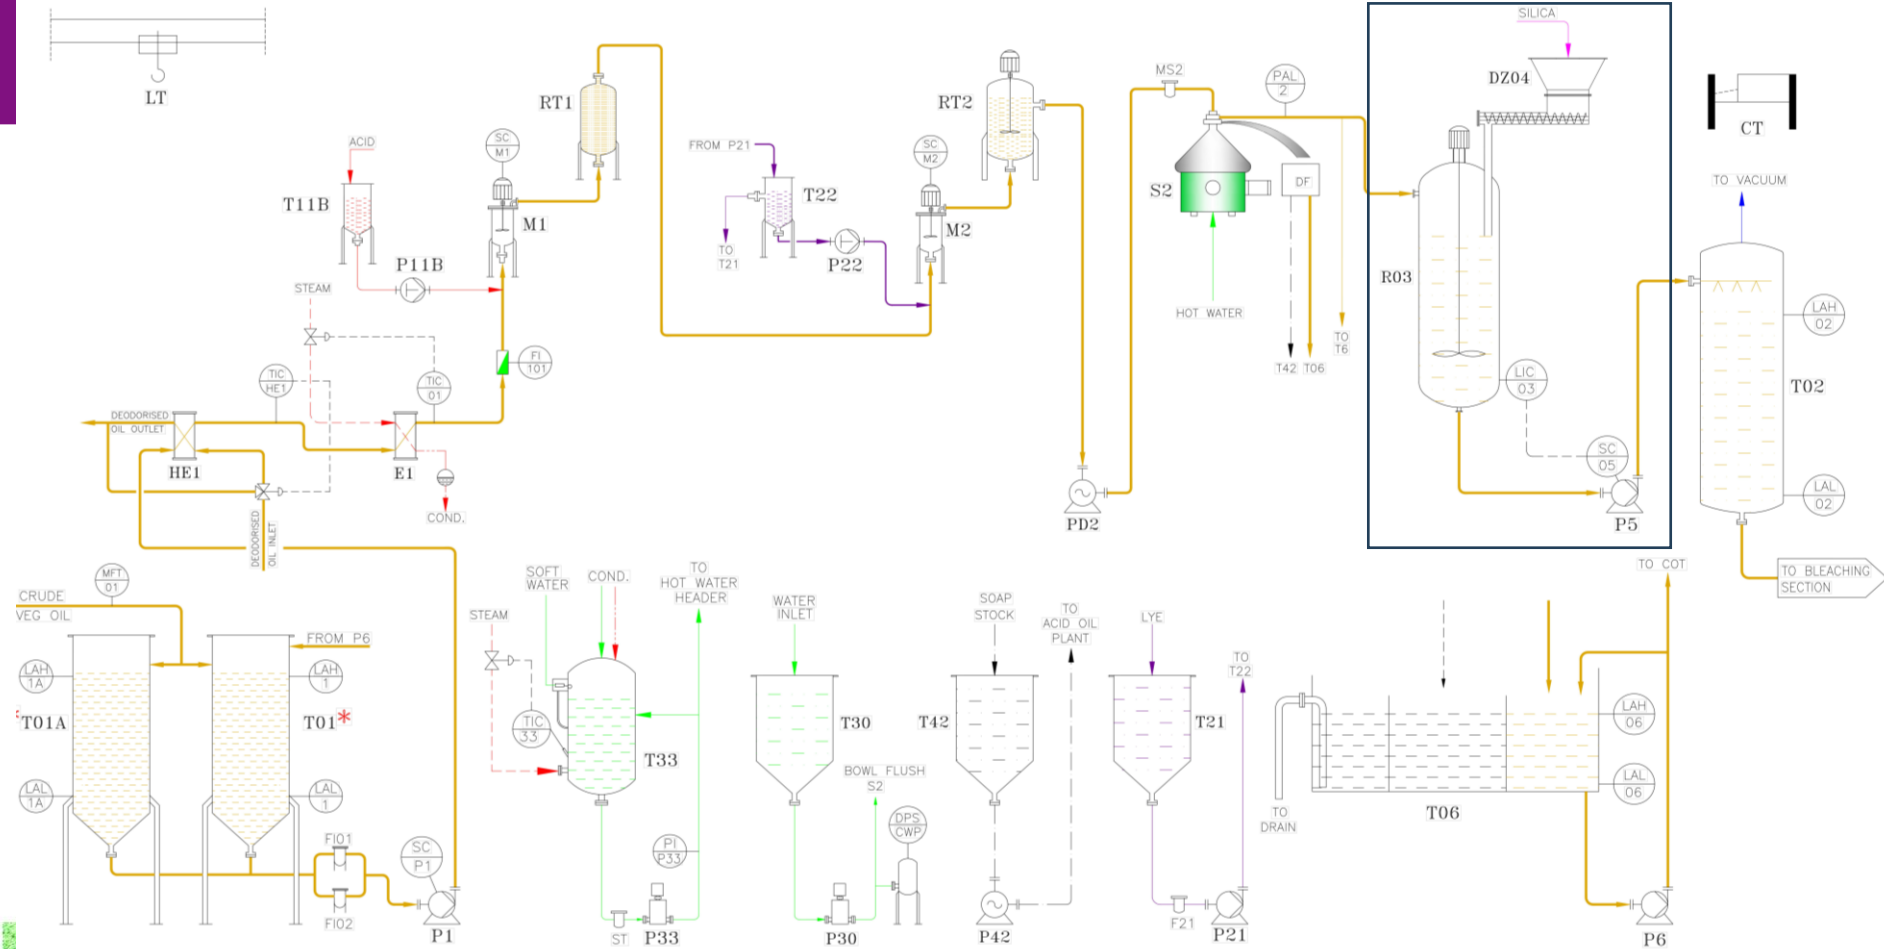 LT
SILICA
DZ04
CT
MS2
PAL
2
RT1
RT2
SC
M1
SC
M2
ACID
FROM P21
T11B
T22
M1
M2
S2
DF
TO VACUUM
TO
T21
P22
P11B
STEAM
R03
HOT WATER
LAH
02
TO
T6
FI
101
T42
T06
TIC
HE1
TIC
01
LIC
03
T02
DEODORISED
OIL OUTLET
HE1
E1
SC
05
LAL
02
COND.
DEODORISED
OIL INLET
PD2
P5
TO BLEACHING
SECTION
TO COT
MFT
01
CRUDE
VEG OIL
FROM P6
SOFT
WATER
COND.
TO
HOT WATER
HEADER
WATER
INLET
SOAP
STOCK
TO
ACID OIL
PLANT
LYE
STEAM
TO
T22
LAH
1A
LAH
1
T01A
T01*
TIC
33
T33
T30
T42
T21
LAH
06
LAL
1A
LAL
1
BOWL FLUSH
S2
LAL
06
TO
DRAIN
T06
FI01
FI02
SC
P1
PI
P33
DPS
CWP
P1
ST
P33
P30
P42
F21
P21
P6